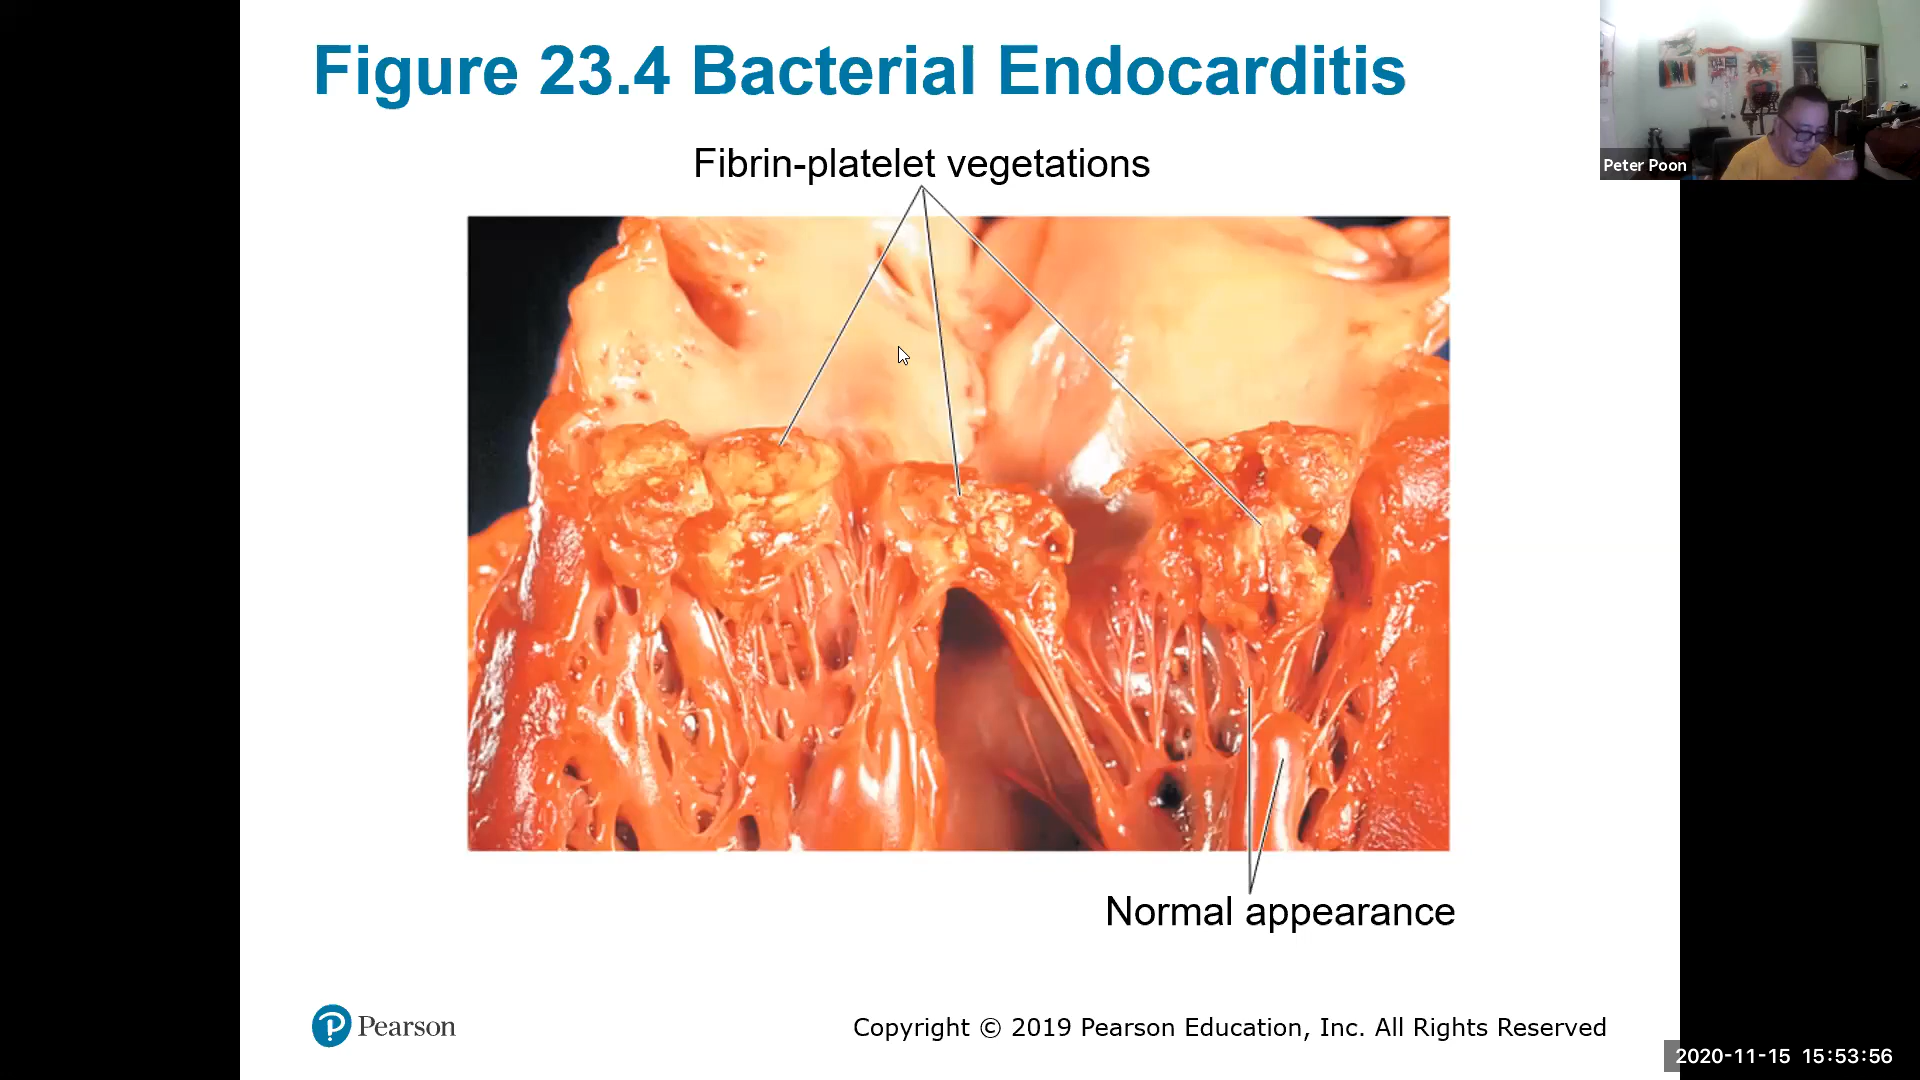 Figure 23.4 Bacterial Endocarditis
Peter Poon
Fibrin-platelet vegetations
Normal appearance
Pearson
Copyright © 2019 Pearson Education, Inc. All Rights Reserved
2020-11-15 15:53:56